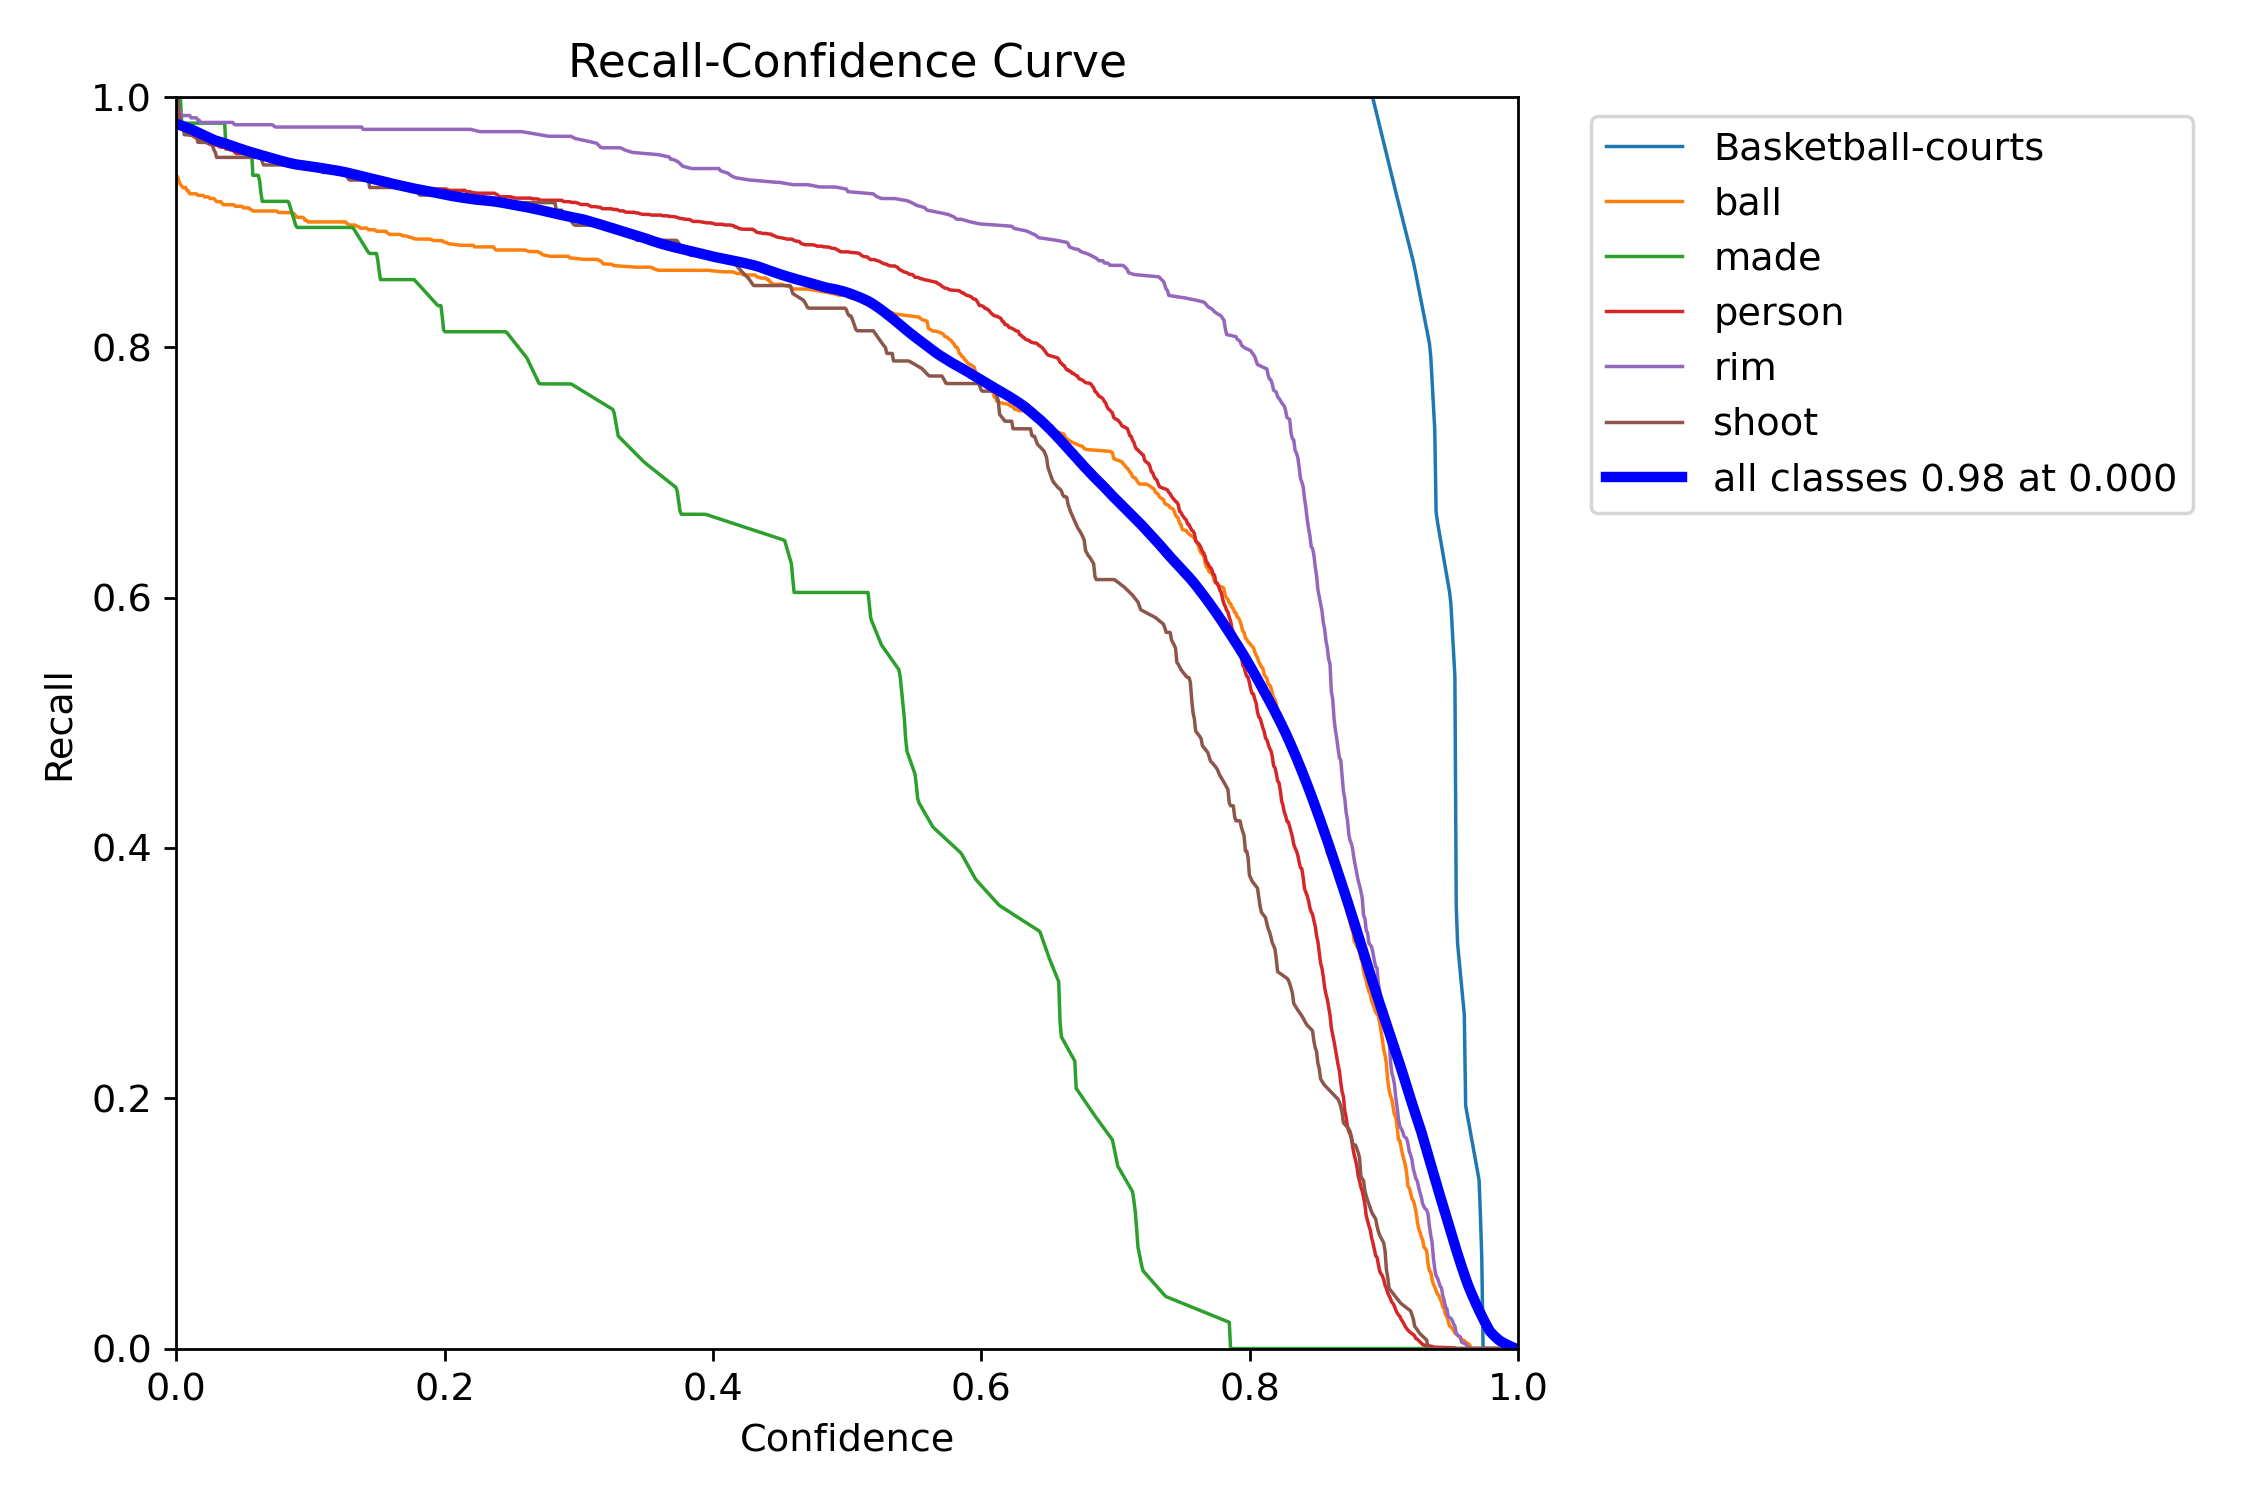 Recall-Confidence Curve
1.0
0.8
0.6
0.4
0.2
0.0
Recall
0.0 0.2 0.4 0.6 0.8 1.0
Confidence
Basketball-courts
ball
made
person
rim
shoot
all classes 0.98 at 0.000